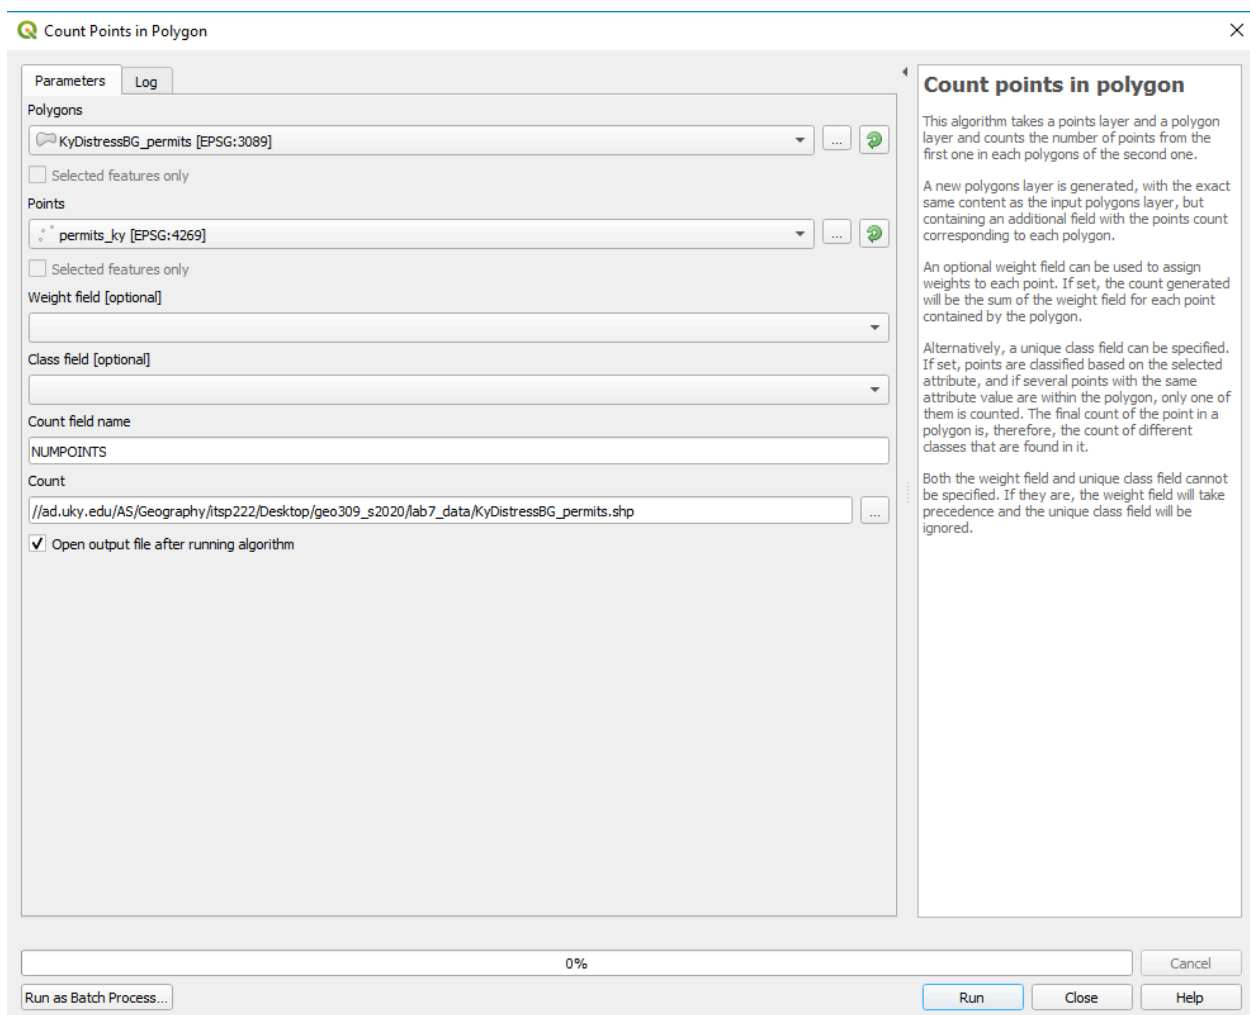 Count Points in Polygon
Parameters
Log
Polygons
KyDistressBG_permits [EPSG:3089]
...
Selected features only
Points
permits_ky [EPSG:4269]
...
Selected features only
Weight field [optional]
Class field [optional]
Count field name
NUMPOINTS
Count
//ad.uky.edu/AS/Geography/itsp222/Desktop/geo309_s2020/lab7_data/KyDistressBG_permits.shp
...
Open output file after running algorithm
Count points in polygon
This algorithm takes a points layer and a polygon
layer and counts the number of points from the
first one in each polygons of the second one.
A new polygons layer is generated, with the exact
same content as the input polygons layer, but
containing an additional field with the points count
corresponding to each polygon.
An optional weight field can be used to assign
weights to each point. If set, the count generated
will be the sum of the weight field for each point
contained by the polygon.
Alternatively, a unique class field can be specified.
If set, points are classified based on the selected
attribute, and if several points with the same
attribute value are within the polygon, only one of
them is counted. The final count of the point in a
polygon is, therefore, the count of different
classes that are found in it.
Both the weight field and unique class field cannot
be specified. If they are, the weight field will take
precedence and the unique class field will be
ignored.
0%
Cancel
Run as Batch Process...
Run
Close
Help